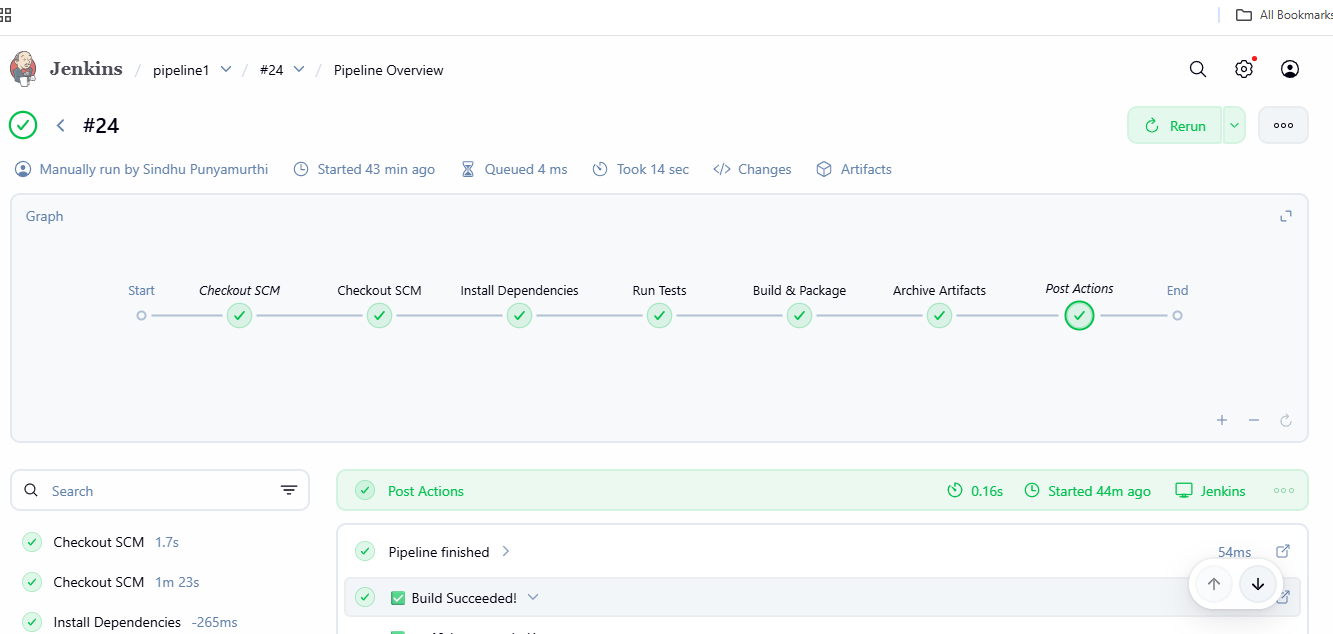 All Bookmarks
Jenkins / pipeline1 / #24 / Pipeline Overview
#24
Rerun
Manually run by Sindhu Punyamurthi Started 43 min ago Queued 4 ms Took 14 sec </> Changes Artifacts
Graph
Start Checkout SCM Checkout SCM Install Dependencies Run Tests Build & Package Archive Artifacts Post Actions End
Search
Post Actions 0.16s Started 44m ago Jenkins
Checkout SCM 1.7s
Pipeline finished 54ms
Checkout SCM 1m 23s
Build Succeeded!
Install Dependencies -265ms